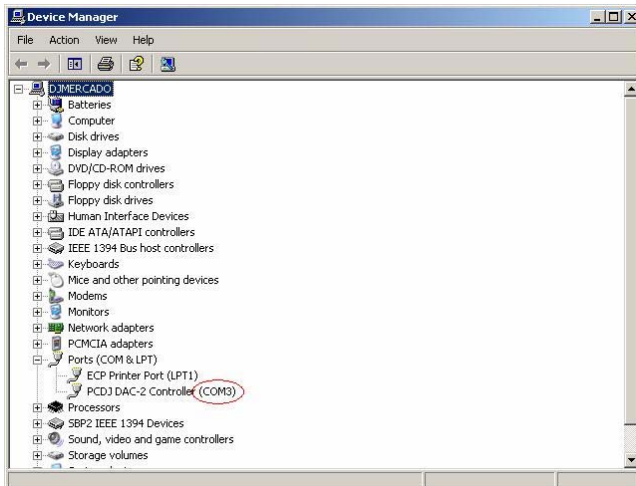 Device Manager
File Action View Help
DJMERCADO
Batteries
Computer
Disk drives
Display adapters
DVD/CD-ROM drives
Floppy disk controllers
Floppy disk drives
Human Interface Devices
IDE ATA/ATAPI controllers
IEEE 1394 Bus host controllers
Keyboards
Mice and other pointing devices
Modems
Monitors
Network adapters
PCMCIA adapters
Ports (COM & LPT)
ECP Printer Port (LPT1)
PCDJ DAC-2 Controller (COM3)
Processors
SBP2 IEEE 1394 Devices
Sound, video and game controllers
Storage volumes